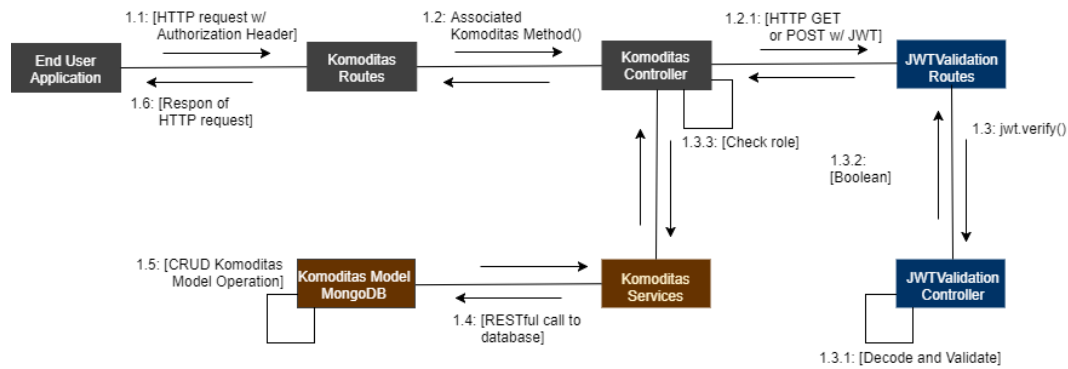 1.1: [HTTP request w/
Authorization Header]
1.2: Associated
Komoditas Method()
1.2.1: [HTTP GET
or POST w/ JWT]
End User
Application
Komoditas
Routes
Komoditas
Controller
JWTValidation
Routes
1.6: [Respon of
HTTP request]
1.3.3: [Check role]
1.3: jwt.verify()
1.3.2:
[Boolean]
1.5: [CRUD Komoditas
Model Operation]
Komoditas Model
MongoDB
Komoditas
Services
JWTValidation
Controller
1.4: [RESTful call to
database]
1.3.1: [Decode and Validate]